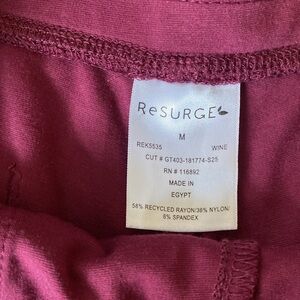 ReSURGE
M
REK5535 WINE
CUT # GT403-181774-S25
RN # 116892
MADE IN
EGYPT
56% RECYCLED RAYON/38% NYLON/
6% SPANDEX